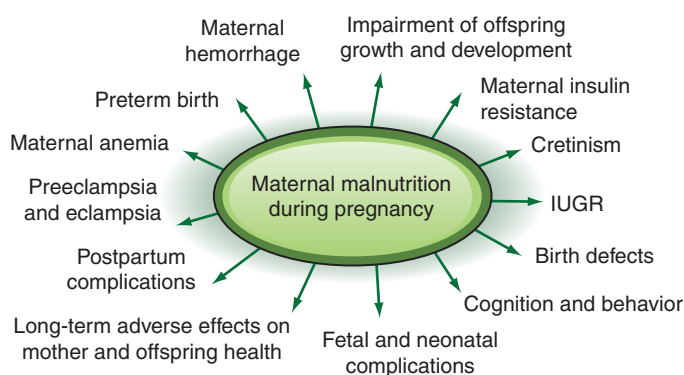 Maternal
hemorrhage
Impairment of offspring
growth and development
Preterm birth
Maternal insulin
resistance
Maternal anemia
Cretinism
Preeclampsia
and eclampsia
Maternal malnutrition
during pregnancy
IUGR
Postpartum
complications
Birth defects
Cognition and behavior
Long-term adverse effects on
mother and offspring health
Fetal and neonatal
complications